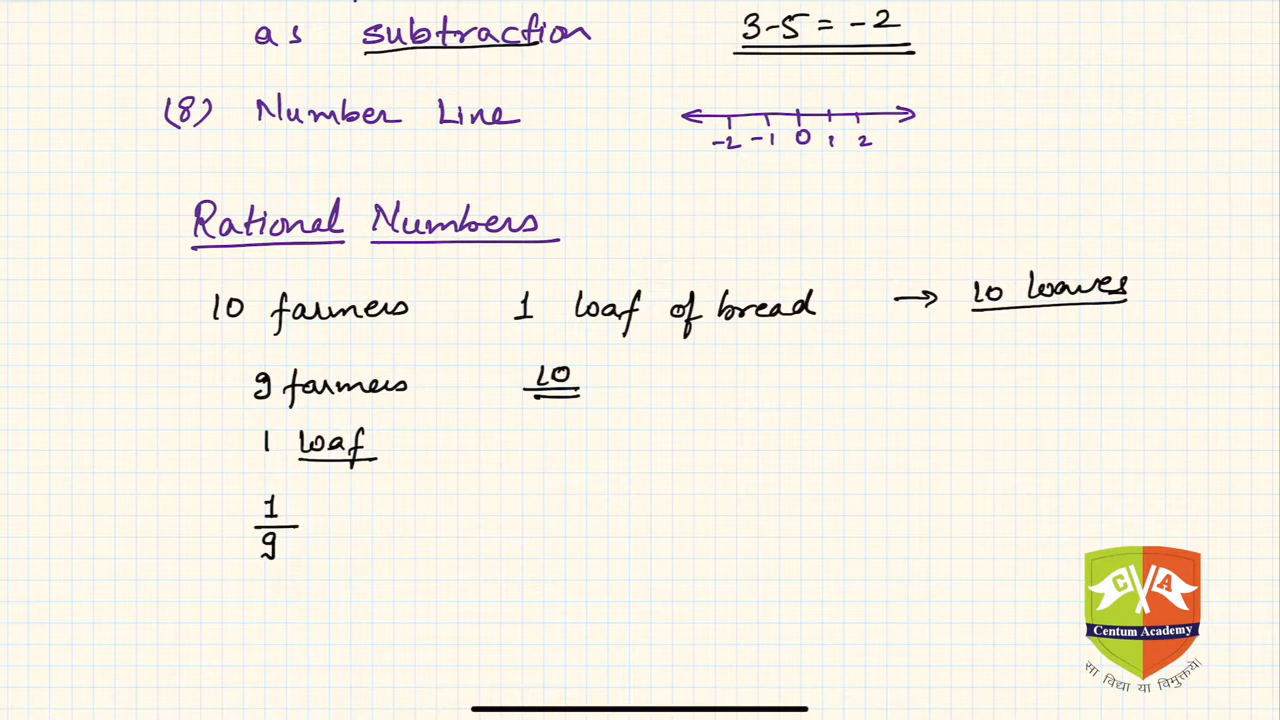 as subtraction 3-5 = -2
(8) Number Line -2 -1 0 1 2
Rational Numbers
10 farmers 1 loaf of bread → 10 loaves
9 farmers 10
1 loaf
1
9
C A
Centum Academy
सा विद्या या विमुक्तये।